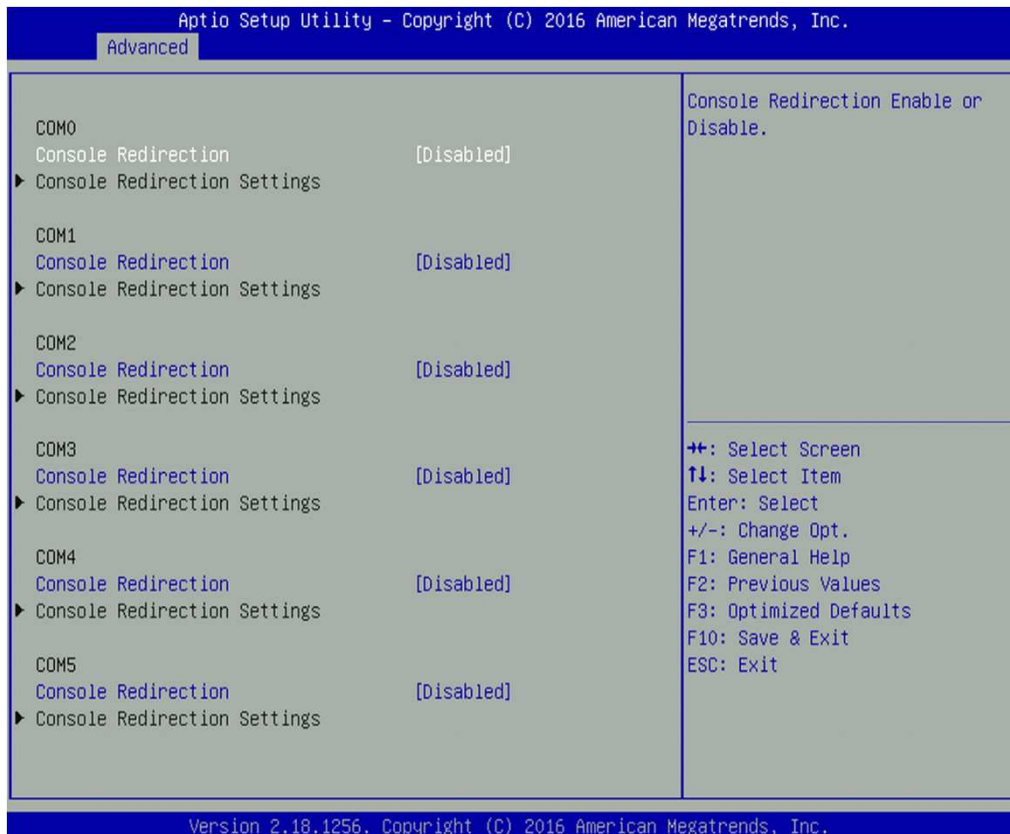 Aptio Setup Utility – Copyright (C) 2016 American Megatrends, Inc.
Advanced
COM0
Console Redirection [Disabled]
Console Redirection Settings
COM1
Console Redirection [Disabled]
Console Redirection Settings
COM2
Console Redirection [Disabled]
Console Redirection Settings
COM3
Console Redirection [Disabled]
Console Redirection Settings
COM4
Console Redirection [Disabled]
Console Redirection Settings
COM5
Console Redirection [Disabled]
Console Redirection Settings
Console Redirection Enable or
Disable.
→←: Select Screen
↑↓: Select Item
Enter: Select
+/-: Change Opt.
F1: General Help
F2: Previous Values
F3: Optimized Defaults
F10: Save & Exit
ESC: Exit
Version 2.18.1256. Copyright (C) 2016 American Megatrends, Inc.